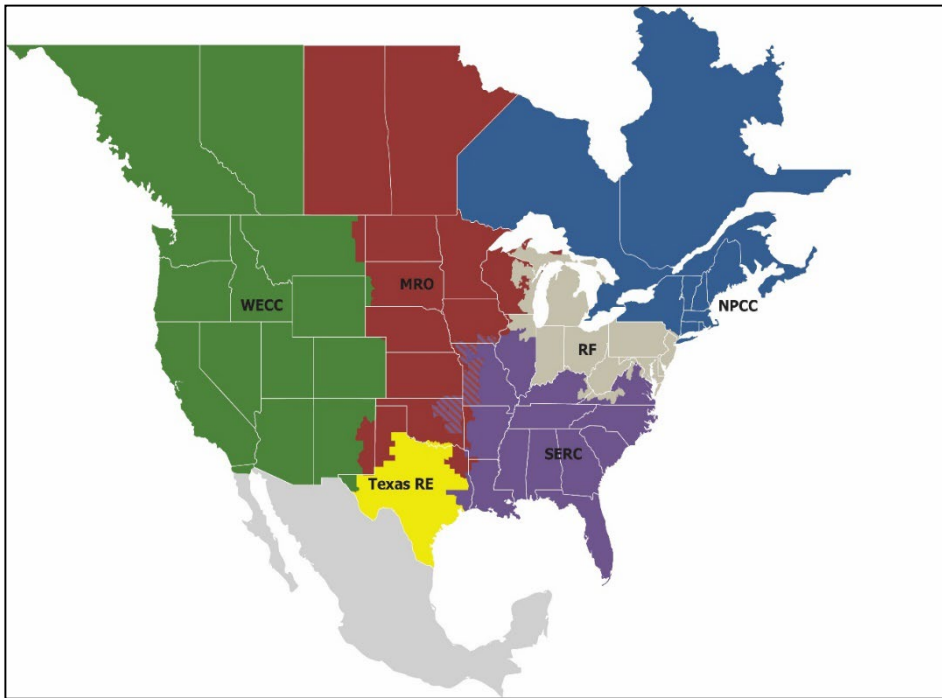 WECC
MRO
NPCC
RF
SERC
Texas RE